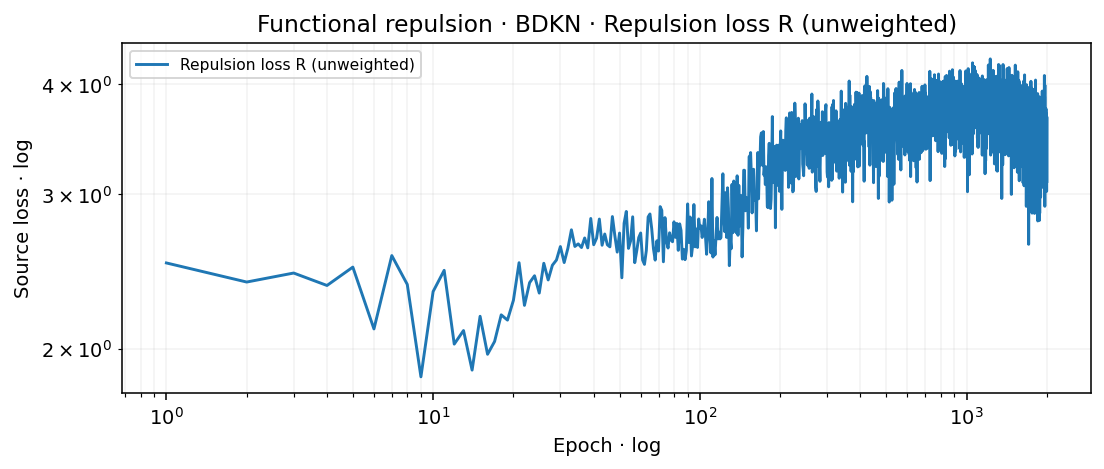 Functional repulsion · BDKN · Repulsion loss R (unweighted)
Repulsion loss R (unweighted)
Source loss · log
4 × 10⁰
3 × 10⁰
2 × 10⁰
10⁰ 10¹ 10² 10³
Epoch · log